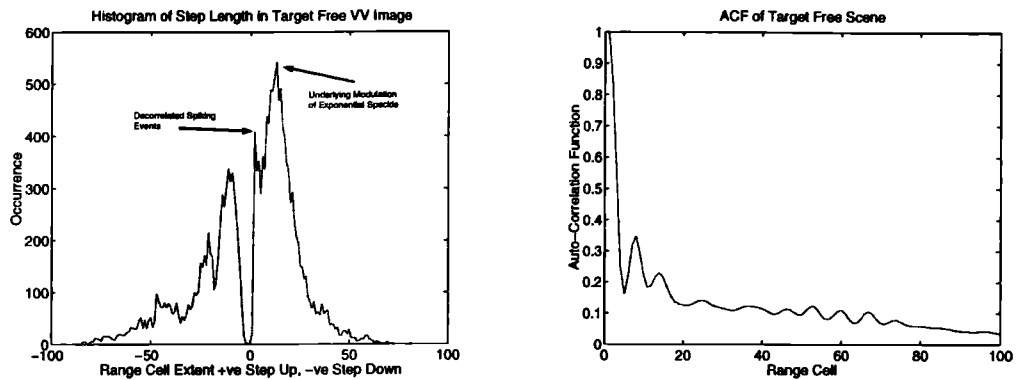 Histogram of Step Length in Target Free VV Image
600
500
400
300
200
100
0
Occurrence
Decorrelated Spiking
Events
Underlying Modulation
of Exponential Speckle
-100
-50
0
50
100
Range Cell Extent +ve Step Up, -ve Step Down
ACF of Target Free Scene
1
0.9
0.8
0.7
0.6
0.5
0.4
0.3
0.2
0.1
0
Auto-Correlation Function
0
20
40
60
80
100
Range Cell